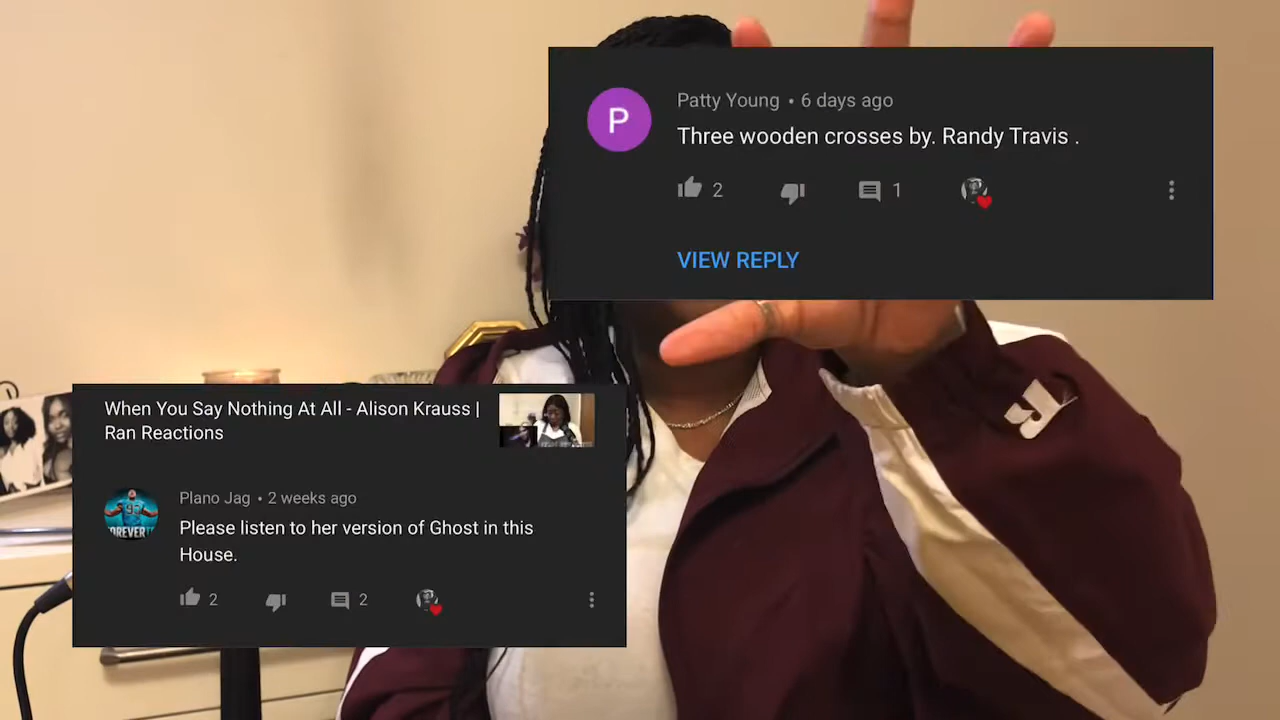 P
Patty Young • 6 days ago
Three wooden crosses by. Randy Travis .
2
1
VIEW REPLY
When You Say Nothing At All - Alison Krauss |
Ran Reactions
Plano Jag • 2 weeks ago
Please listen to her version of Ghost in this
House.
2
2